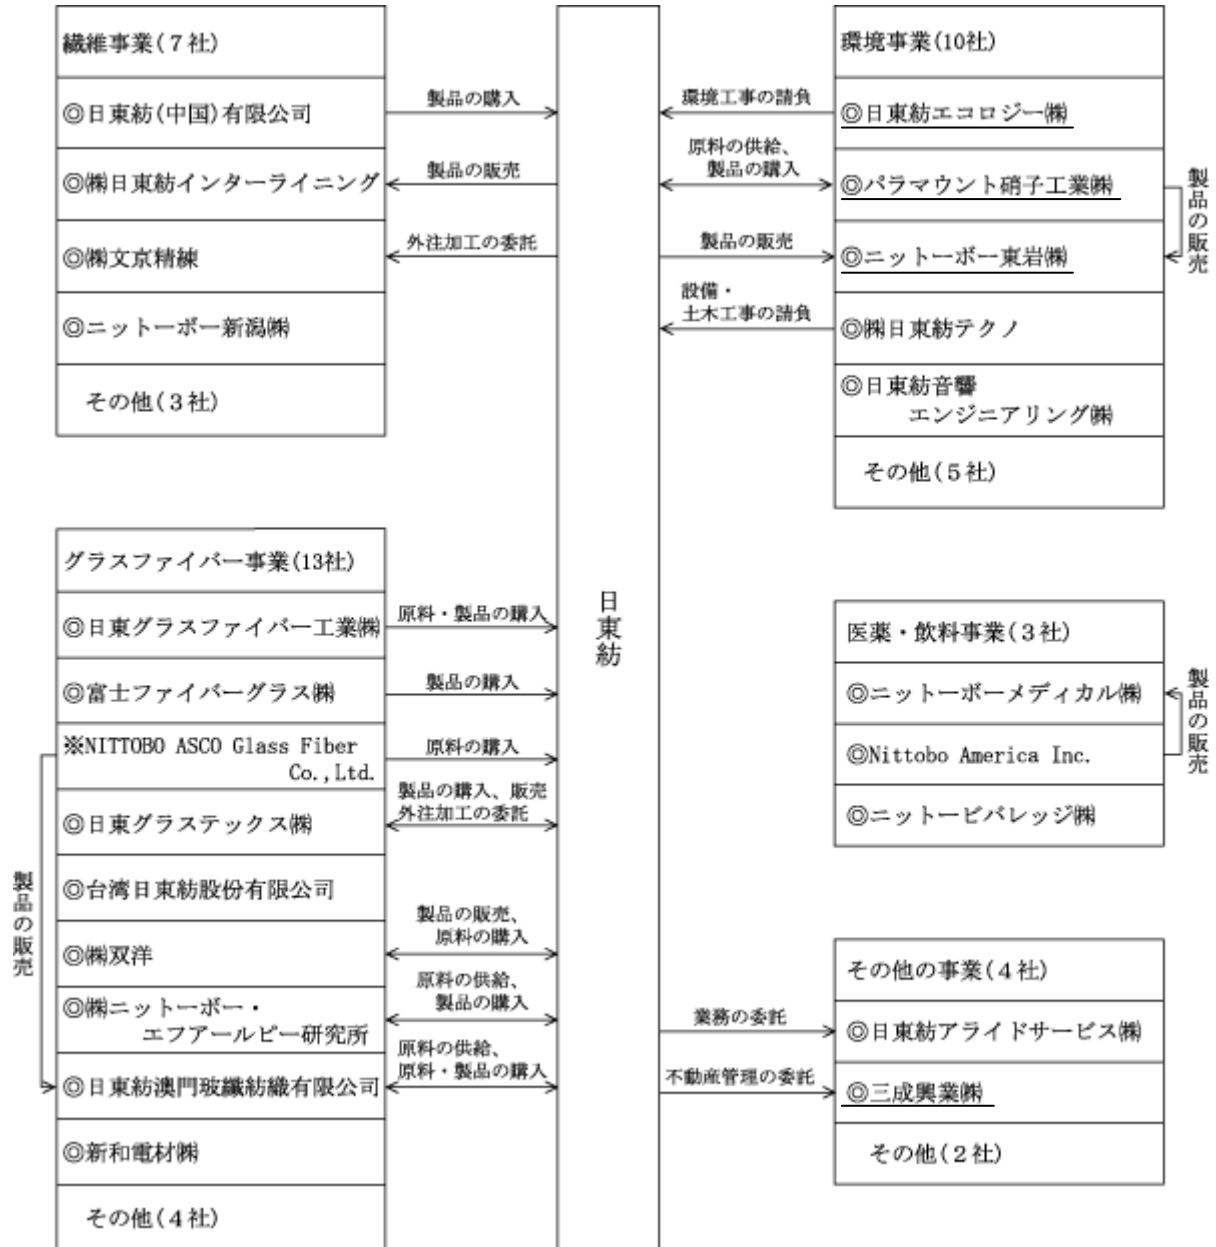 繊維事業(7社)
◎日東紡(中国)有限公司
製品の購入
◎㈱日東紡インターライニング
製品の販売
◎㈱文京精練
外注加工の委託
◎ニットーボー新潟㈱
その他(3社)
グラスファイバー事業(13社)
◎日東グラスファイバー工業㈱
原料・製品の購入
◎富士ファイバーグラス㈱
製品の購入
※NITTOBO ASCO Glass Fiber
Co.,Ltd.
原料の購入
◎日東グラステックス㈱
製品の購入、販売
外注加工の委託
◎台湾日東紡股份有限公司
◎㈱双洋
製品の販売、
原料の購入
◎㈱ニットーボー・
エフアールピー研究所
原料の供給、
製品の購入
◎日東紡澳門玻纖紡織有限公司
原料の供給、
原料・製品の購入
◎新和電材㈱
その他(4社)
製品の販売
日東紡
環境事業(10社)
環境工事の請負
◎日東紡エコロジー㈱
原料の供給、
製品の購入
◎パラマウント硝子工業㈱
製品の販売
◎ニットーボー東岩㈱
製品の販売
設備・
土木工事の請負
◎㈱日東紡テクノ
◎日東紡音響
エンジニアリング㈱
その他(5社)
医薬・飲料事業(3社)
◎ニットーボーメディカル㈱
◎Nittobo America Inc.
製品の販売
◎ニットービバレッジ㈱
その他の事業(4社)
業務の委託
◎日東紡アライドサービス㈱
不動産管理の委託
◎三成興業㈱
その他(2社)